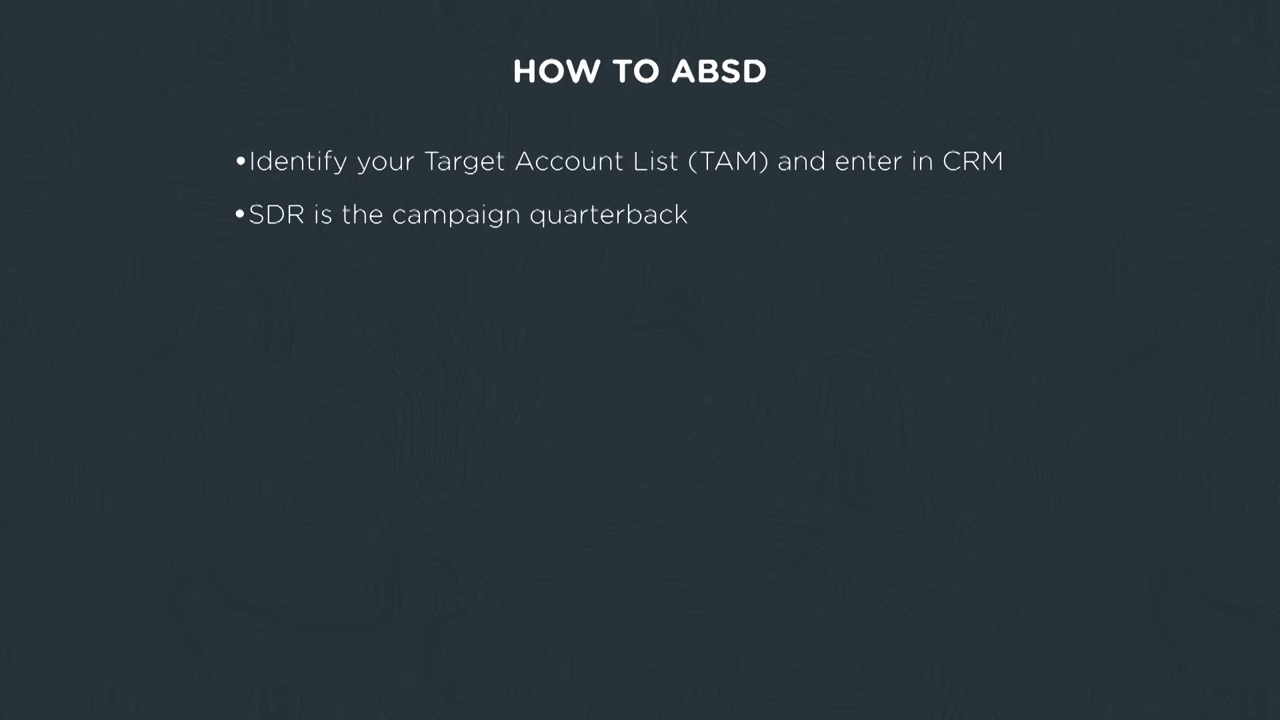 HOW TO ABSD
•Identify your Target Account List (TAM) and enter in CRM
•SDR is the campaign quarterback